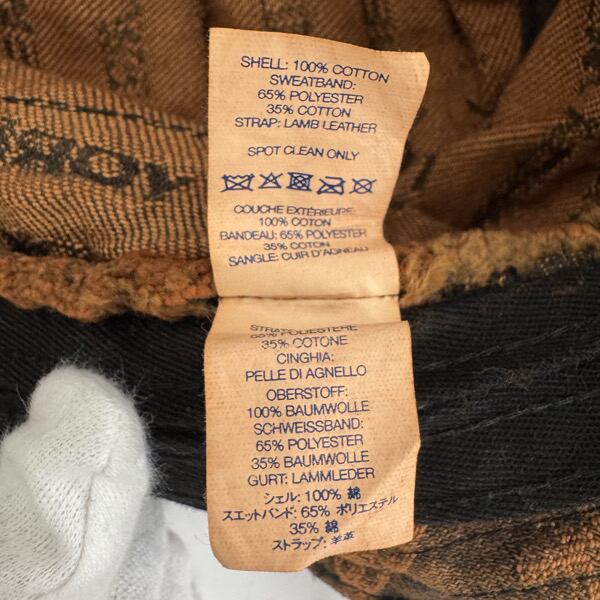 SHELL: 100% COTTON
SWEATBAND:
65% POLYESTER
35% COTTON
STRAP: LAMB LEATHER
SPOT CLEAN ONLY
COUCHE EXTÉRIEURE:
100% COTON
BANDEAU: 65% POLYESTER
35% COTON
SANGLE: CUIR D'AGNEAU
65% POLIESTERE
35% COTONE
CINGHIA:
PELLE DI AGNELLO
OBERSTOFF:
100% BAUMWOLLE
SCHWEISSBAND:
65% POLYESTER
35% BAUMWOLLE
GURT: LAMMLEDER
シェル: 100% 綿
スエットバンド: 65% ポリエステル
35% 綿
ストラップ: 羊革